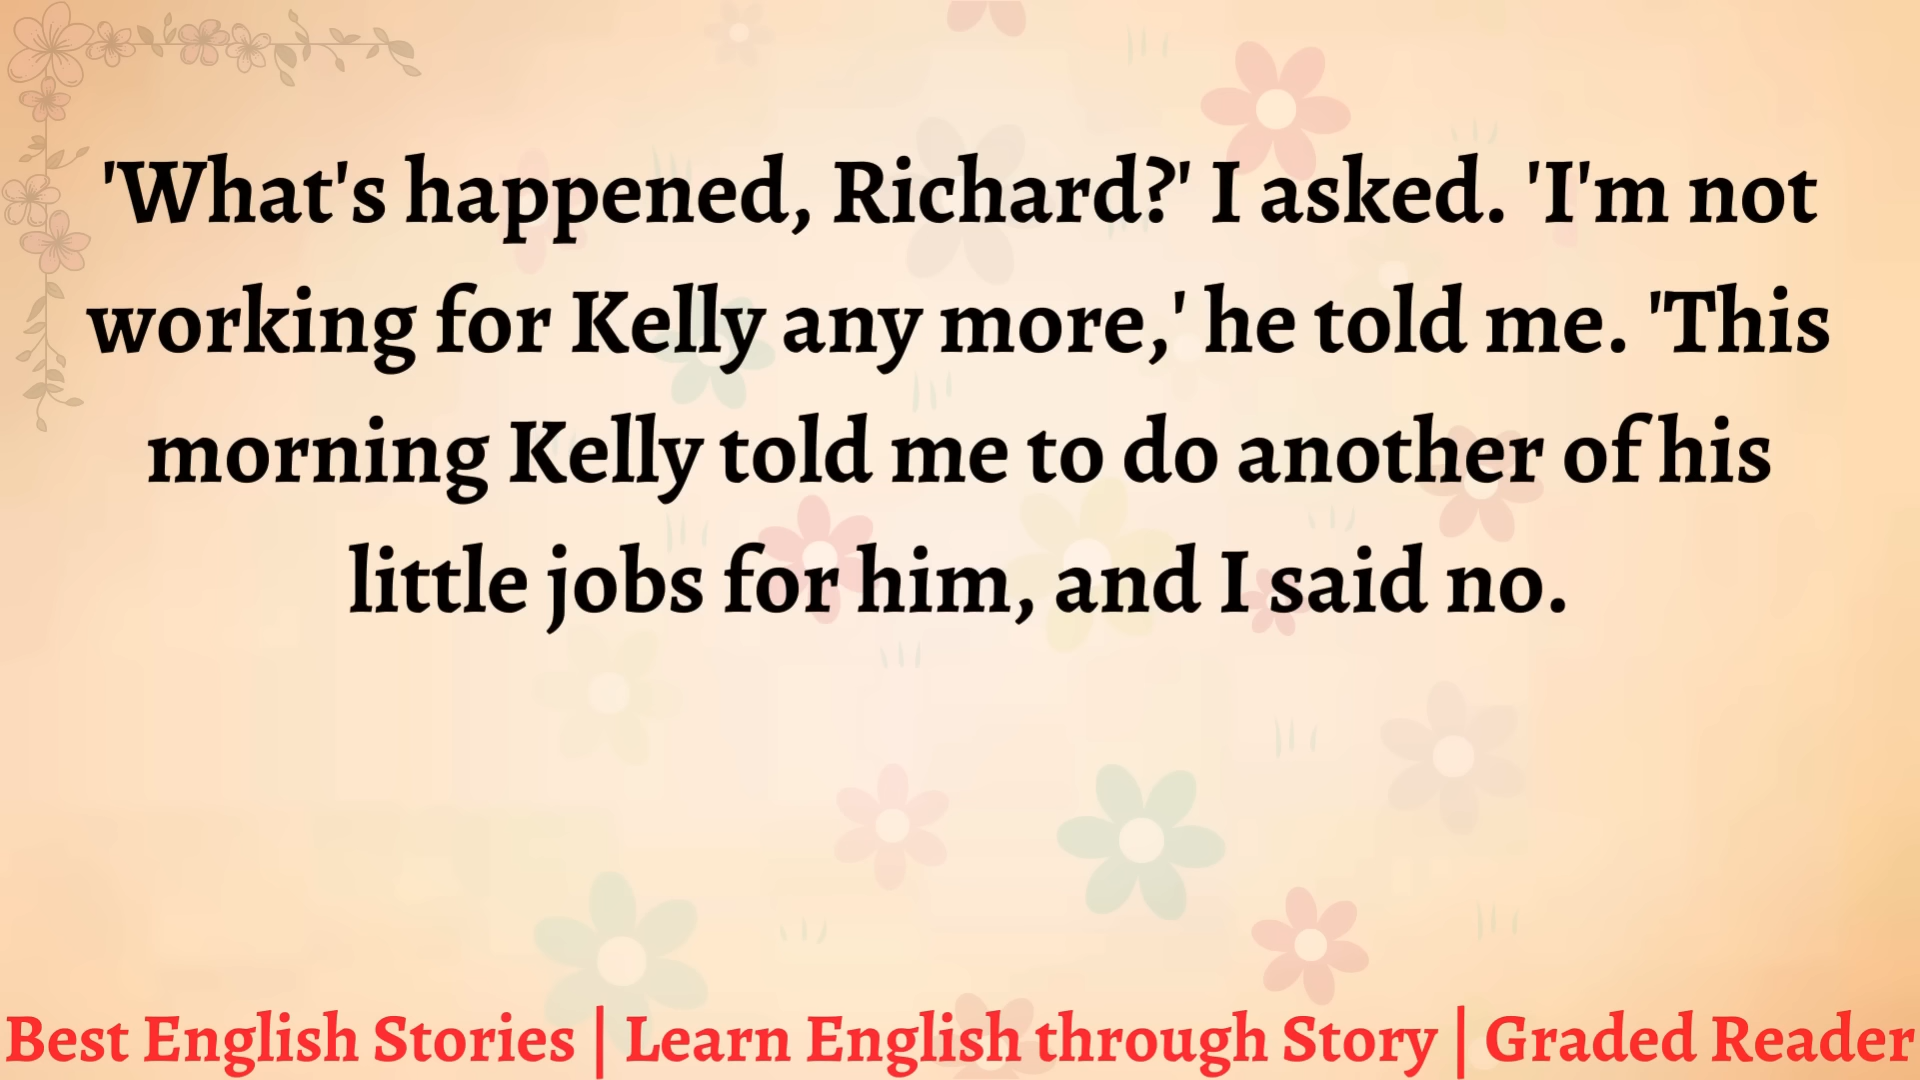 'What's happened, Richard?' I asked. 'I'm not
working for Kelly any more,' he told me. 'This
morning Kelly told me to do another of his
little jobs for him, and I said no.
Best English Stories | Learn English through Story | Graded Reader